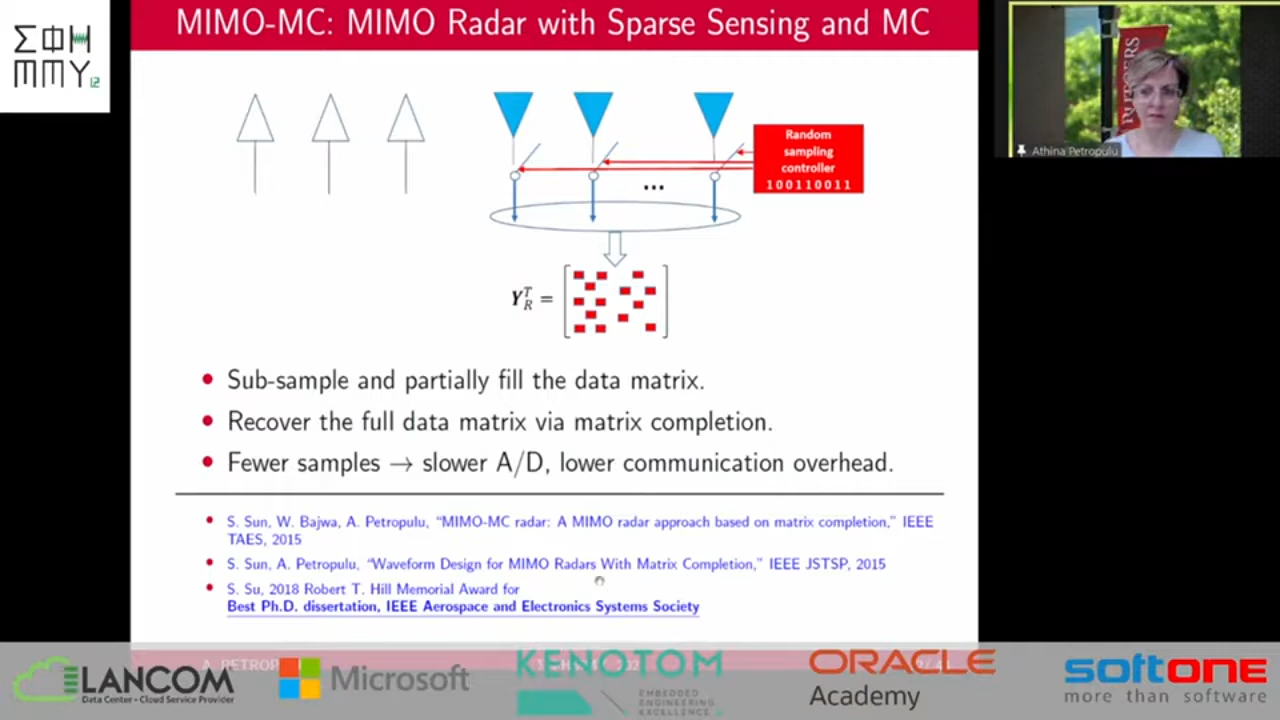 ΣΦΗ
ΜΜΥ 12
MIMO-MC: MIMO Radar with Sparse Sensing and MC
Random
sampling
controller
100110011
...
Y_R^T =
• Sub-sample and partially fill the data matrix.
• Recover the full data matrix via matrix completion.
• Fewer samples → slower A/D, lower communication overhead.
• S. Sun, W. Bajwa, A. Petropulu, “MIMO-MC radar: A MIMO radar approach based on matrix completion,” IEEE
TAES, 2015
• S. Sun, A. Petropulu, “Waveform Design for MIMO Radars With Matrix Completion,” IEEE JSTSP, 2015
• S. Su, 2018 Robert T. Hill Memorial Award for
Best Ph.D. dissertation, IEEE Aerospace and Electronics Systems Society
RUTGERS
Athina Petropulu
A. PETROP
LANCOM
Data Center - Cloud Service Provider
Microsoft
KENOTOM
EMBEDDED
ENGINEERING
EXCELLENCE
ORACLE
Academy
softone
more than software